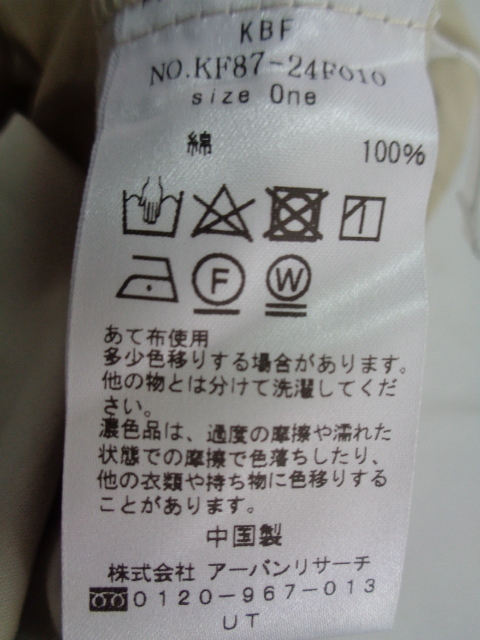 KBF
NO.KF87-24F010
size One
綿 100%
F W
あて布使用
多少色移りする場合があります。
他の物とは分けて洗濯してくだ
さい。
濃色品は、過度の摩擦や濡れた
状態での摩擦で色落ちしたり、
他の衣類や持ち物に色移りする
ことがあります。
中国製
株式会社 アーバンリサーチ
0120-967-013
UT